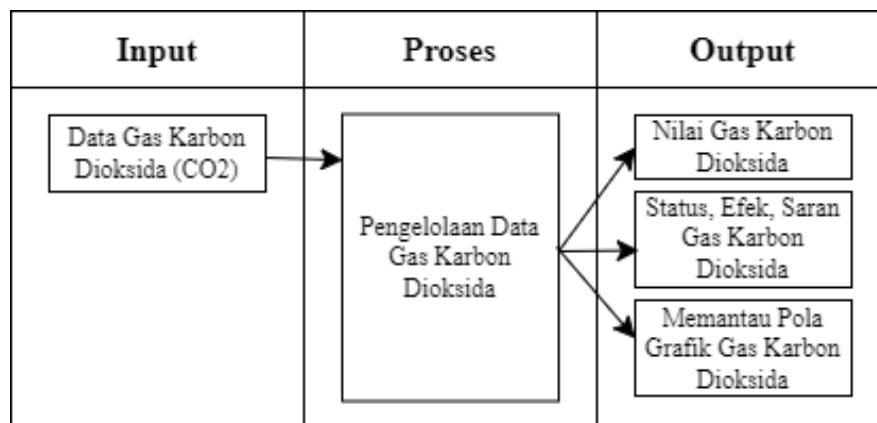 Input
Proses
Output
Data Gas Karbon
Dioksida (CO2)
Pengelolaan Data
Gas Karbon
Dioksida
Nilai Gas Karbon
Dioksida
Status, Efek, Saran
Gas Karbon
Dioksida
Memantau Pola
Grafik Gas Karbon
Dioksida